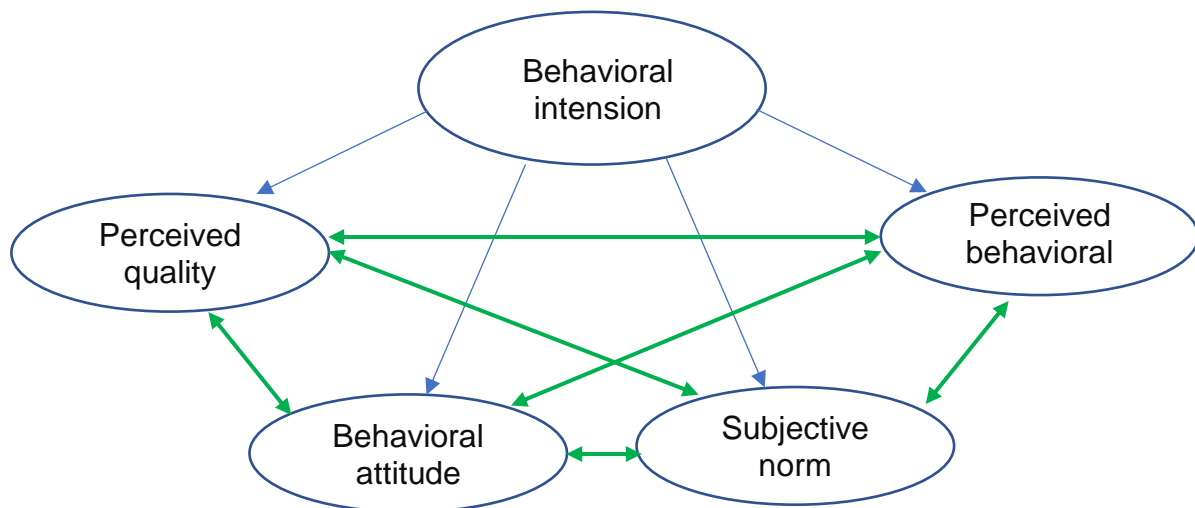 Behavioral
intension
Perceived
quality
Perceived
behavioral
Behavioral
attitude
Subjective
norm